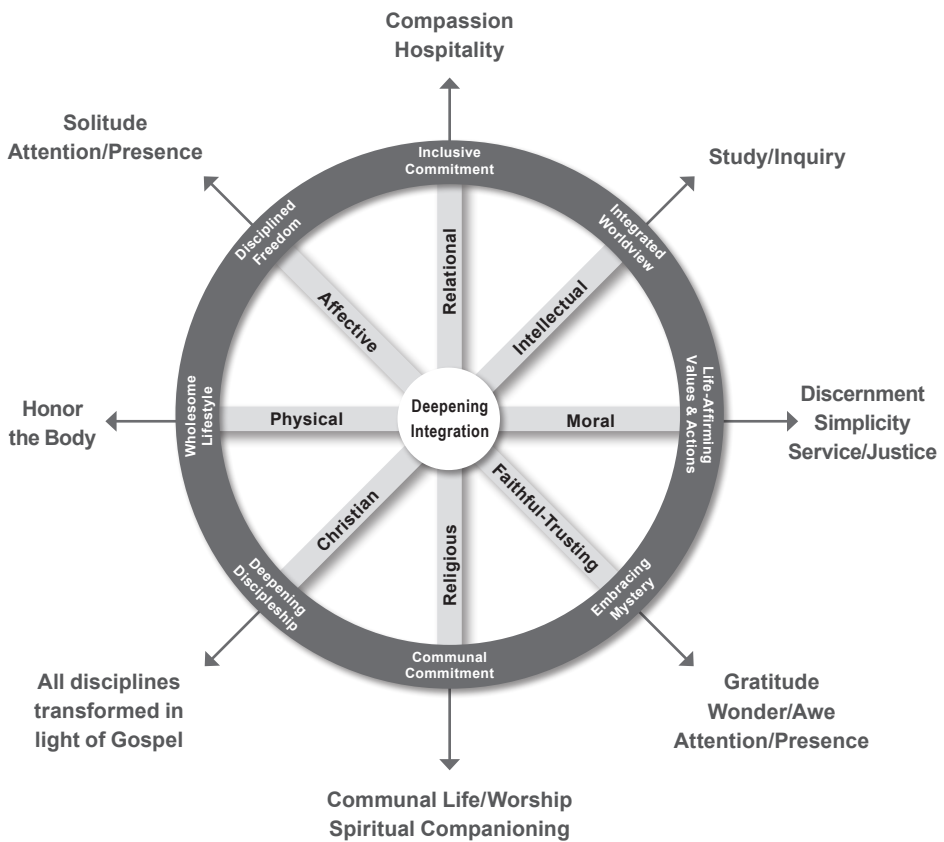 Compassion
Hospitality
Solitude
Attention/Presence
Study/Inquiry
Inclusive
Commitment
Disciplined
Freedom
Integrated
Worldview
Relational
Affective
Intellectual
Honor
the Body
Wholesome
Lifestyle
Physical
Deepening
Integration
Moral
Life-Affirming
Values & Actions
Discernment
Simplicity
Service/Justice
Christian
Religious
Faithful-Trusting
Deepening
Discipleship
Embracing
Mystery
Communal
Commitment
All disciplines
transformed in
light of Gospel
Gratitude
Wonder/Awe
Attention/Presence
Communal Life/Worship
Spiritual Companioning